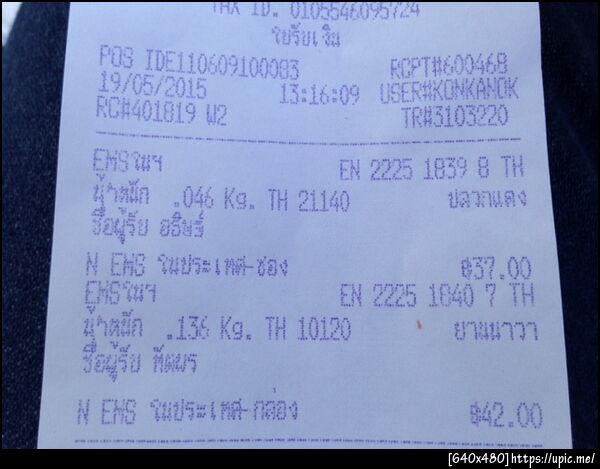 TAX ID. 0105546095724
ใบรับเงิน
POS IDE110609100083 RCPT#600468
19/05/2015 13:16:09 USER#KONKANOK
RC#401819 W2 TR#3103220
EMSในฯ EN 2225 1839 8 TH
น้ำหนัก .046 Kg. TH 21140 ปลวกแดง
ชื่อผู้รับ อธิษฐ์
N EMS ในประเทศ-ซอง ฿37.00
EMSในฯ EN 2225 1840 7 TH
น้ำหนัก .136 Kg. TH 10120 ยานนาวา
ชื่อผู้รับ หัตพร
N EMS ในประเทศ-กล่อง ฿42.00
[640x480]https://upic.me/